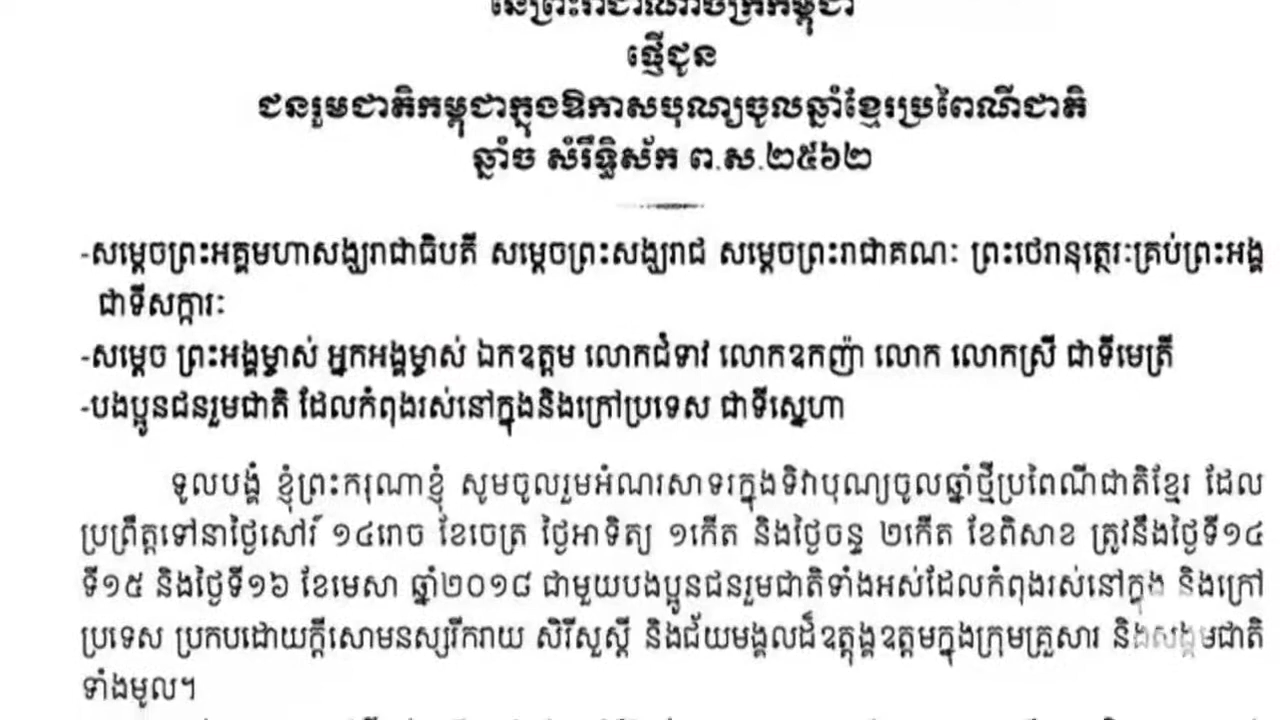 នៃព្រះរាជាណាចក្រកម្ពុជា
ផ្ញើជូន
ជនរួមជាតិកម្ពុជាក្នុងឱកាសបុណ្យចូលឆ្នាំខ្មែរប្រពៃណីជាតិ
ឆ្នាំច សំរឹទ្ធិស័ក ព.ស.២៥៦២
-សម្តេចព្រះអគ្គមហាសង្ឃរាជាធិបតី សម្តេចព្រះសង្ឃរាជ សម្តេចព្រះរាជាគណៈ ព្រះថេរានុត្ថេរៈគ្រប់ព្រះអង្គ
ជាទីសក្ការៈ
-សម្តេច ព្រះអង្គម្ចាស់ អ្នកអង្គម្ចាស់ ឯកឧត្តម លោកជំទាវ លោកឧកញ៉ា លោក លោកស្រី ជាទីមេត្រី
-បងប្អូនជនរួមជាតិ ដែលកំពុងរស់នៅក្នុងនិងក្រៅប្រទេស ជាទីស្នេហា
ទូលបង្គំ ខ្ញុំព្រះករុណាខ្ញុំ សូមចូលរួមអំណរសាទរក្នុងទិវាបុណ្យចូលឆ្នាំថ្មីប្រពៃណីជាតិខ្មែរ ដែល
ប្រព្រឹត្តទៅនាថ្ងៃសៅរ៍ ១៤រោច ខែចេត្រ ថ្ងៃអាទិត្យ ១កើត និងថ្ងៃចន្ទ ២កើត ខែពិសាខ ត្រូវនឹងថ្ងៃទី១៤
ទី១៥ និងថ្ងៃទី១៦ ខែមេសា ឆ្នាំ២០១៨ ជាមួយបងប្អូនជនរួមជាតិទាំងអស់ដែលកំពុងរស់នៅក្នុង និងក្រៅ
ប្រទេស ប្រកបដោយក្តីសោមនស្សរីករាយ សិរីសួស្តី និងជ័យមង្គលដ៏ឧត្តុង្គឧត្តមក្នុងក្រុមគ្រួសារ និងសង្គមជាតិ
ទាំងមូល។